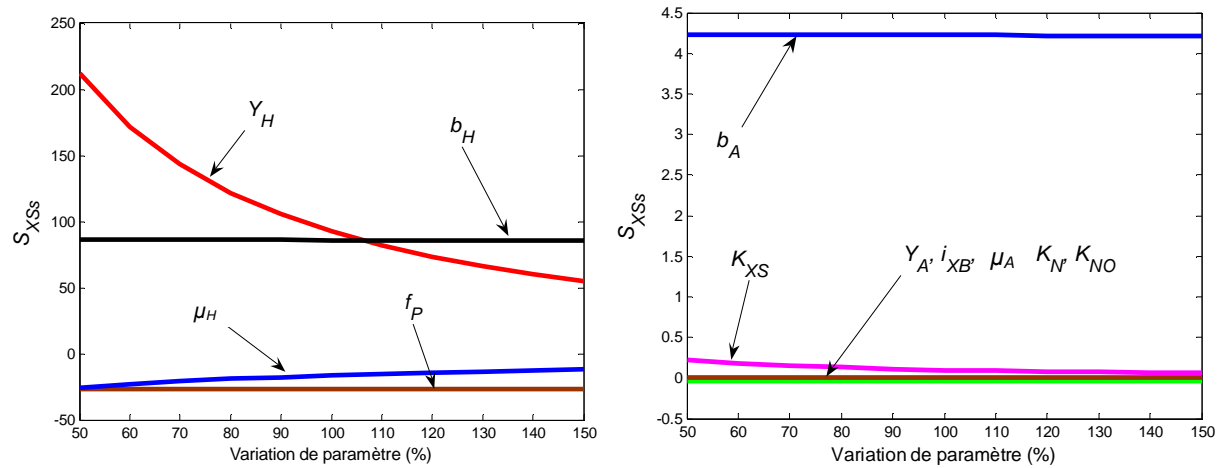 250
200
150
100
50
0
-50
50 60 70 80 90 100 110 120 130 140 150
Variation de paramètre (%)
S_XSs
Y_H
b_H
μH
f_P
4.5
4
3.5
3
2.5
2
1.5
1
0.5
0
-0.5
50 60 70 80 90 100 110 120 130 140 150
Variation de paramètre (%)
S_XSs
b_A
K_XS
Y_A, i_XB, μA K_N, K_NO